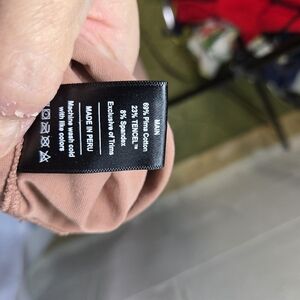 MAIN
69% Pima Cotton
23% TENCEL™
8% Spandex
Exclusive of Trims
MADE IN PERU
Machine wash cold
with like colors